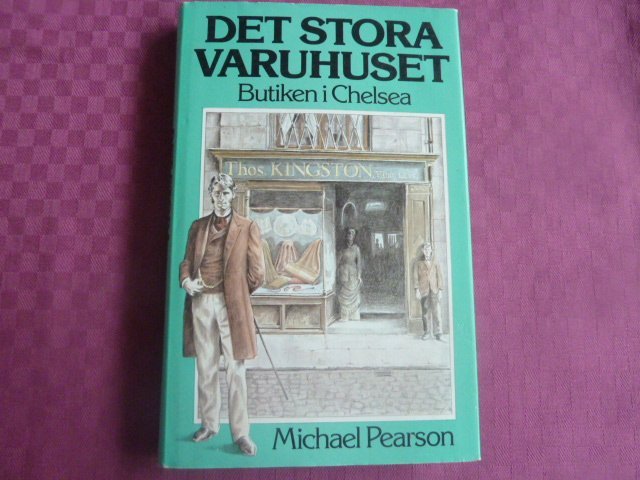 DET STORA
VARUHUSET
Butiken i Chelsea
Thos. KINGSTON
Michael Pearson